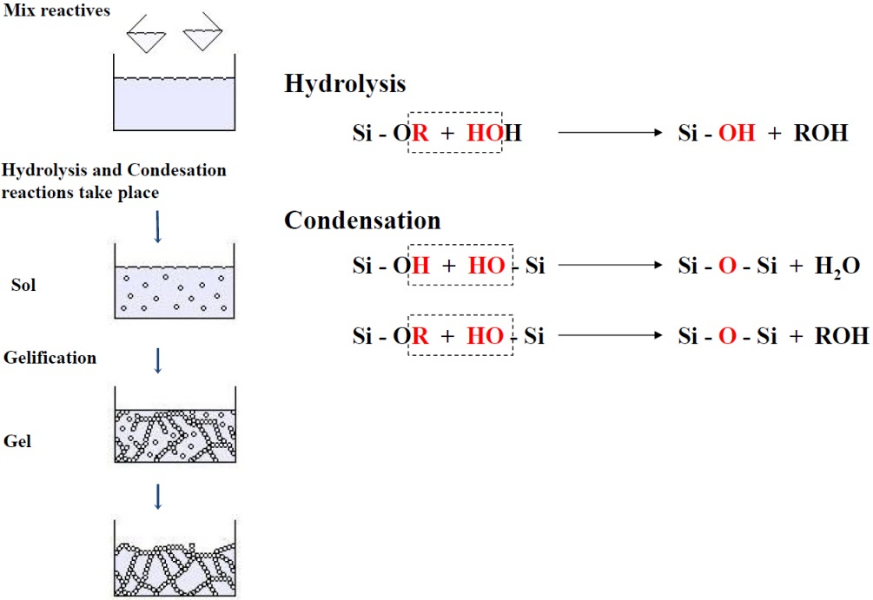 Mix reactives
Hydrolysis
Si - OR + HOH
Si - OH + ROH
Hydrolysis and Condesation
reactions take place
Condensation
Si - OH + HO - Si
Si - O - Si + H₂O
Sol
Si - OR + HO - Si
Si - O - Si + ROH
Gelification
Gel